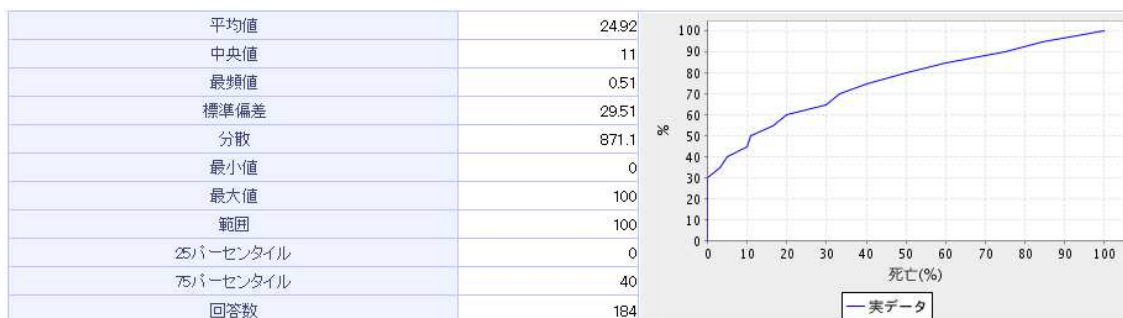 平均値 24.92
中央値 11
最頻値 0.51
標準偏差 29.51
分散 871.1
最小値 0
最大値 100
範囲 100
25パーセンタイル 0
75パーセンタイル 40
回答数 184
100
90
80
70
60
50
40
30
20
10
0
%
0 10 20 30 40 50 60 70 80 90 100
死亡(%)
実データ